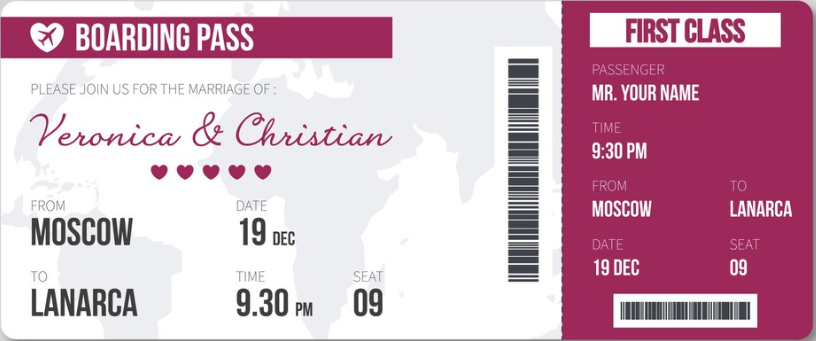 BOARDING PASS
PLEASE JOIN US FOR THE MARRIAGE OF :
Veronica & Christian
FROM
MOSCOW
DATE
19 DEC
TO
LANARCA
TIME
9.30 PM
SEAT
09
FIRST CLASS
PASSENGER
MR. YOUR NAME
TIME
9:30 PM
FROM
MOSCOW
TO
LANARCA
DATE
19 DEC
SEAT
09